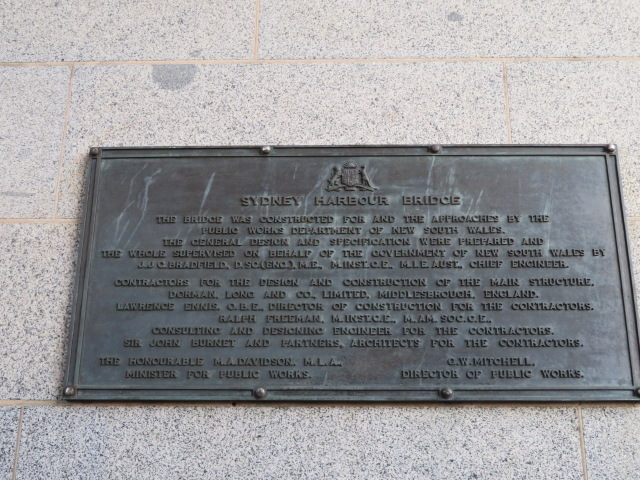 SYDNEY HARBOUR BRIDGE
THE BRIDGE WAS CONSTRUCTED FOR AND THE APPROACHES BY THE
PUBLIC WORKS DEPARTMENT OF NEW SOUTH WALES.
THE GENERAL DESIGN AND SPECIFICATION WERE PREPARED AND
THE WHOLE SUPERVISED ON BEHALF OF THE GOVERNMENT OF NEW SOUTH WALES BY
J.J.C. BRADFIELD, D.SC.(ENG.), M.E., M.INST.C.E., M.I.E.AUST., CHIEF ENGINEER.
CONTRACTORS FOR THE DESIGN AND CONSTRUCTION OF THE MAIN STRUCTURE.
DORMAN, LONG AND CO., LIMITED, MIDDLESBROUGH, ENGLAND.
LAWRENCE ENNIS, O.B.E., DIRECTOR OF CONSTRUCTION FOR THE CONTRACTORS.
RALPH FREEMAN, M.INST.C.E., M.AM.SOC.C.E.,
CONSULTING AND DESIGNING ENGINEER FOR THE CONTRACTORS.
SIR JOHN BURNET AND PARTNERS, ARCHITECTS FOR THE CONTRACTORS.
THE HONOURABLE M.A. DAVIDSON, M.L.A., G.W. MITCHELL,
MINISTER FOR PUBLIC WORKS. DIRECTOR OF PUBLIC WORKS.